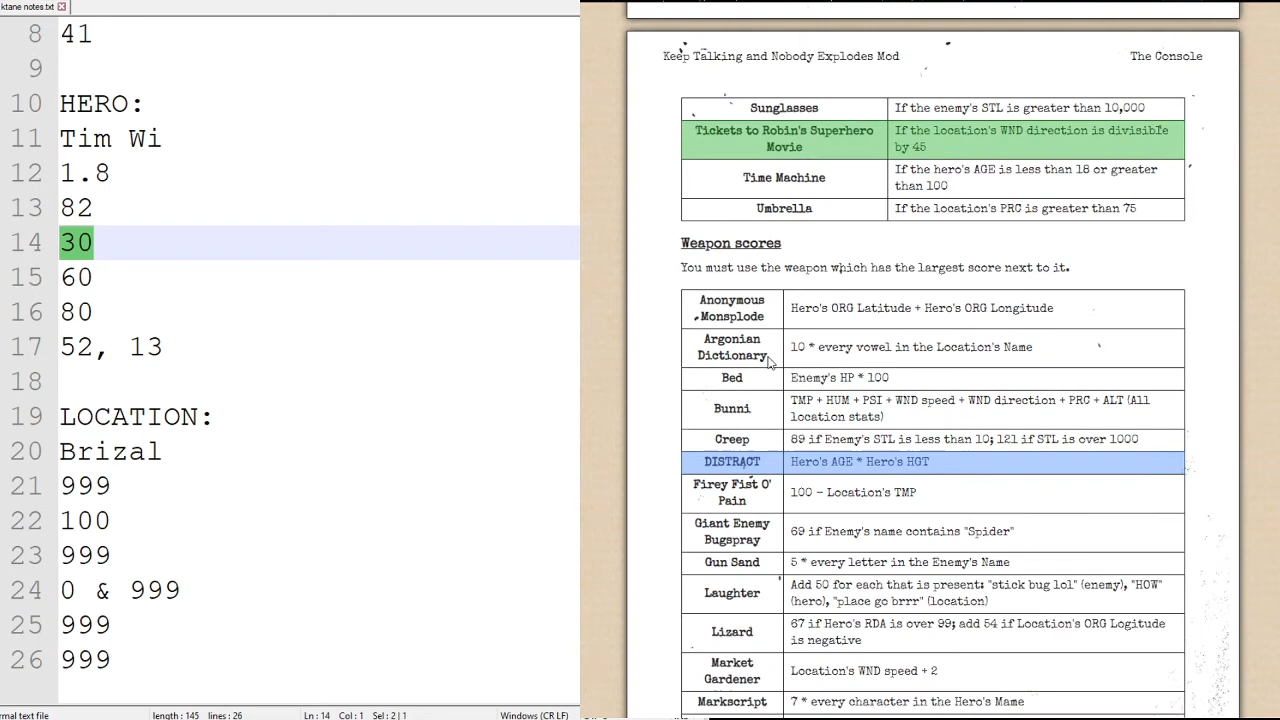 ktane notes.txt
8 41
9
10 HERO:
11 Tim Wi
12 1.8
13 82
14 30
15 60
16 80
17 52, 13
18
19 LOCATION:
20 Brizal
21 999
22 100
23 999
24 0 & 999
25 999
26 999
rmal text file length : 145 lines : 26 Ln : 14 Col : 1 Sel : 2 | 1 Windows (CR LF)
Keep Talking and Nobody Explodes Mod The Console
Sunglasses If the enemy's STL is greater than 10,000
Tickets to Robin's Superhero If the location's WND direction is divisible
Movie by 45
Time Machine If the hero's AGE is less than 18 or greater
than 100
Umbrella If the location's PRC is greater than 75
Weapon scores
You must use the weapon which has the largest score next to it.
Anonymous Monsplode Hero's ORG Latitude + Hero's ORG Longitude
Argonian Dictionary 10 * every vowel in the Location's Name
Bed Enemy's HP * 100
Bunni TMP + HUM + PSI + WND speed + WND direction + PRC + ALT (All
location stats)
Creep 89 if Enemy's STL is less than 10; 121 if STL is over 1000
DISTRACT Hero's AGE * Hero's HGT
Firey Fist O' Pain 100 - Location's TMP
Giant Enemy Bugspray 69 if Enemy's name contains "Spider"
Gun Sand 5 * every letter in the Enemy's Name
Laughter Add 50 for each that is present: "stick bug lol" (enemy), "HOW"
(hero), "place go brrr" (location)
Lizard 67 if Hero's RDA is over 99; add 54 if Location's ORG Logitude
is negative
Market Gardener Location's WND speed + 2
Markscript 7 * every character in the Hero's Mame